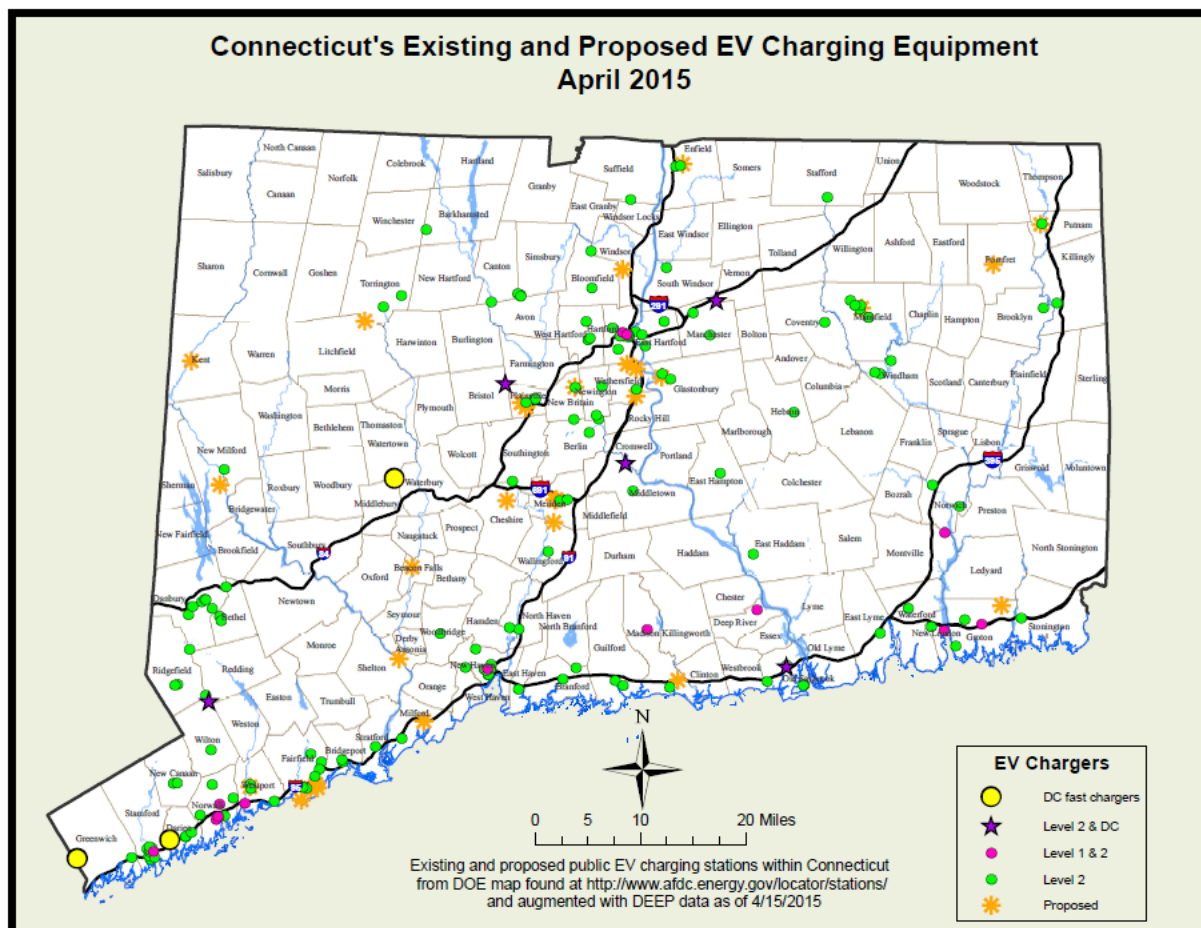 Connecticut's Existing and Proposed EV Charging Equipment
April 2015
North Canaan
Colebrook
Hartland
Suffield
Enfield
Somers
Stafford
Union
Woodstock
Thompson
Salisbury
Canaan
Norfolk
Granby
East Granby
Windsor Locks
Winchester
Barkhamsted
East Windsor
Ellington
Willington
Ashford
Eastford
Putnam
Sharon
Cornwall
Goshen
New Hartford
Canton
Simsbury
Windsor
Bloomfield
South Windsor
Vernon
Tolland
Pomfret
Killingly
Torrington
Avon
291
West Hartford
Hartford
East Hartford
Manchester
Bolton
Coventry
Mansfield
Chaplin
Hampton
Brooklyn
Kent
Warren
Litchfield
Harwinton
Burlington
Farmington
Wethersfield
Glastonbury
Andover
Columbia
Windham
Scotland
Canterbury
Plainfield
Sterling
Morris
Washington
Bethlehem
Thomaston
Watertown
Plymouth
Bristol
Plainville
New Britain
Newington
Rocky Hill
Hebron
Marlborough
Lebanon
Franklin
Sprague
Lisbon
395
Griswold
Voluntown
New Milford
Wolcott
Southington
Berlin
Cromwell
Portland
East Hampton
Colchester
Bozrah
Norwich
Preston
Sherman
Roxbury
Woodbury
Bridgewater
Middlebury
Waterbury
Cheshire
691
Meriden
Middletown
Middlefield
New Fairfield
Brookfield
Southbury
84
Naugatuck
Prospect
Wallingford
91
Durham
Haddam
East Haddam
Salem
Montville
North Stonington
Oxford
Beacon Falls
Bethany
Ledyard
Danbury
Bethel
Newtown
Seymour
Woodbridge
Hamden
North Haven
North Branford
Guilford
Madison
Killingworth
Chester
Deep River
Essex
Lyme
Old Lyme
East Lyme
Waterford
New London
Groton
Stonington
Ridgefield
Redding
Monroe
Shelton
Derby
Ansonia
Orange
New Haven
West Haven
East Haven
Branford
Clinton
Westbrook
Old Saybrook
Easton
Trumbull
Weston
Wilton
Milford
Stratford
Bridgeport
Fairfield
95
New Canaan
Westport
Norwalk
Stamford
Darien
Greenwich
N
0 5 10 20 Miles
Existing and proposed public EV charging stations within Connecticut
from DOE map found at http://www.afdc.energy.gov/locator/stations/
and augmented with DEEP data as of 4/15/2015
EV Chargers
DC fast chargers
Level 2 & DC
Level 1 & 2
Level 2
Proposed